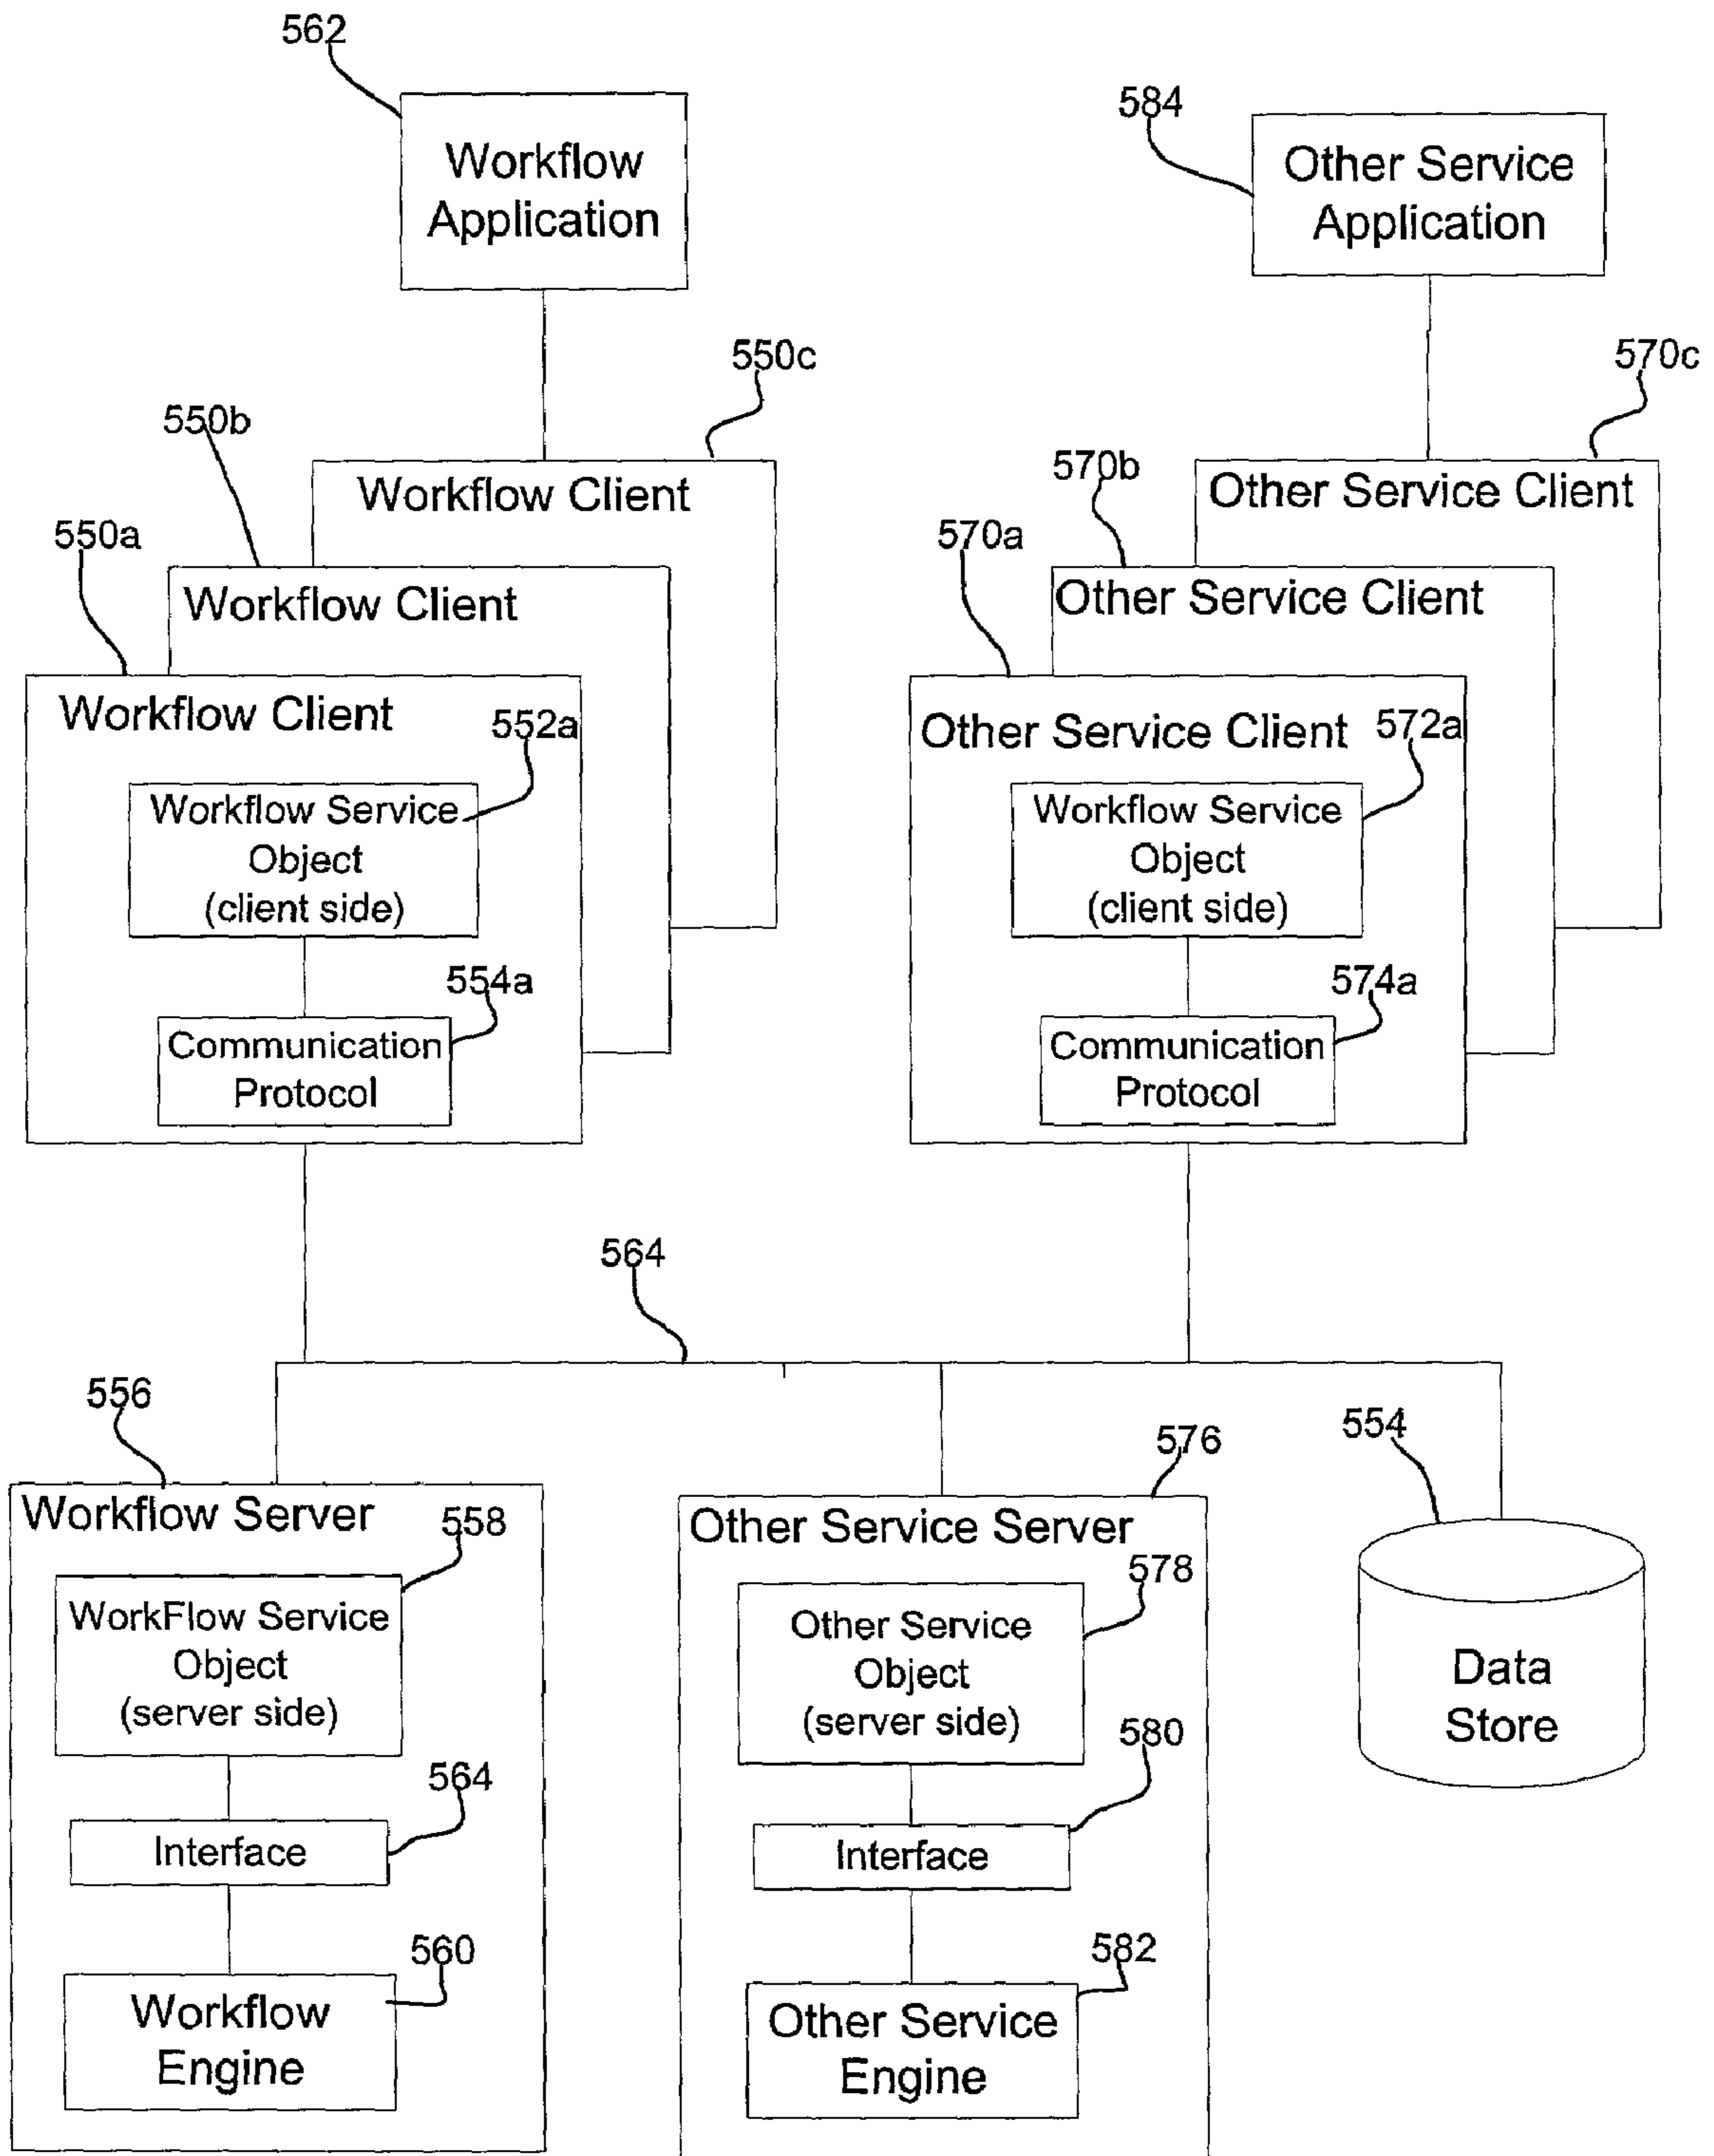 562
Workflow
Application
584
Other Service
Application
550c
570c
550b
Workflow Client
570b
Other Service Client
550a
Workflow Client
570a
Other Service Client
Workflow Client
552a
Other Service Client
572a
Workflow Service
Object
(client side)
Workflow Service
Object
(client side)
554a
Communication
Protocol
574a
Communication
Protocol
564
556
Workflow Server
558
WorkFlow Service
Object
(server side)
564
Interface
560
Workflow
Engine
576
Other Service Server
578
Other Service
Object
(server side)
580
Interface
582
Other Service
Engine
554
Data
Store